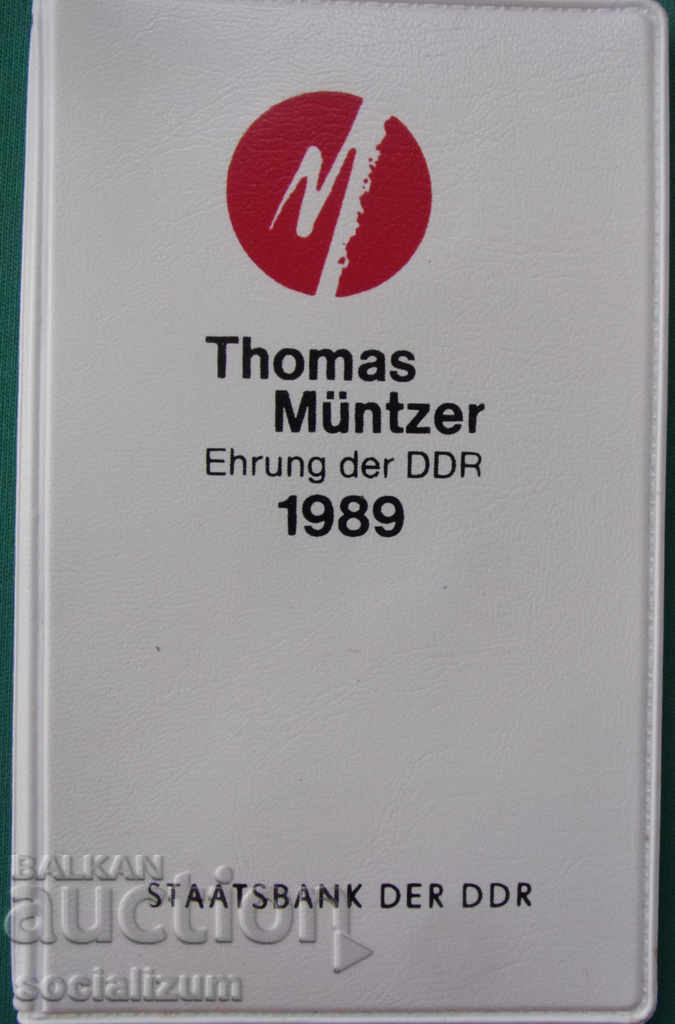 Thomas
Müntzer
Ehrung der DDR
1989
STAATSBANK DER DDR
BALKAN
auction
socializum